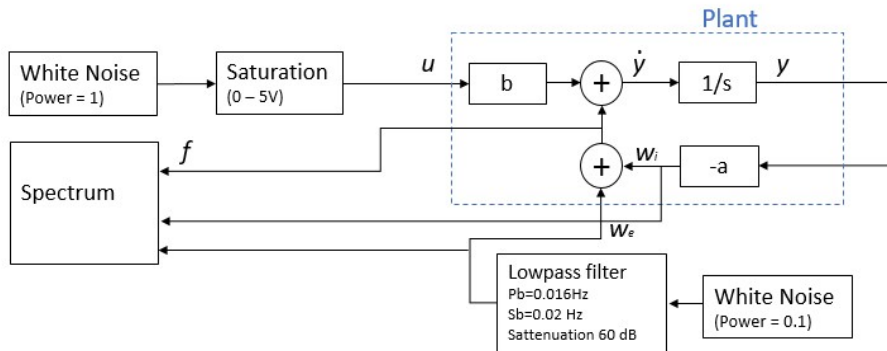 Plant
White Noise
(Power = 1)
Saturation
(0 – 5V)
u
b
+
ẏ
1/s
y
f
Spectrum
+
wᵢ
-a
wₑ
Lowpass filter
Pb=0.016Hz
Sb=0.02 Hz
Sattenuation 60 dB
White Noise
(Power = 0.1)